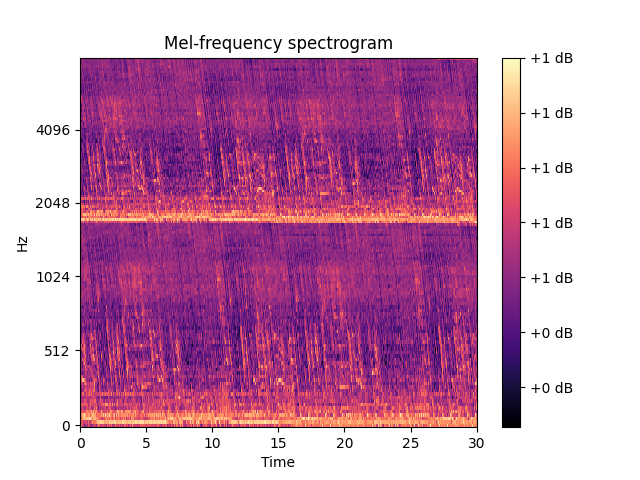 Mel-frequency spectrogram
Hz
4096
2048
1024
512
0
0 5 10 15 20 25 30
Time
+1 dB
+1 dB
+1 dB
+1 dB
+1 dB
+0 dB
+0 dB